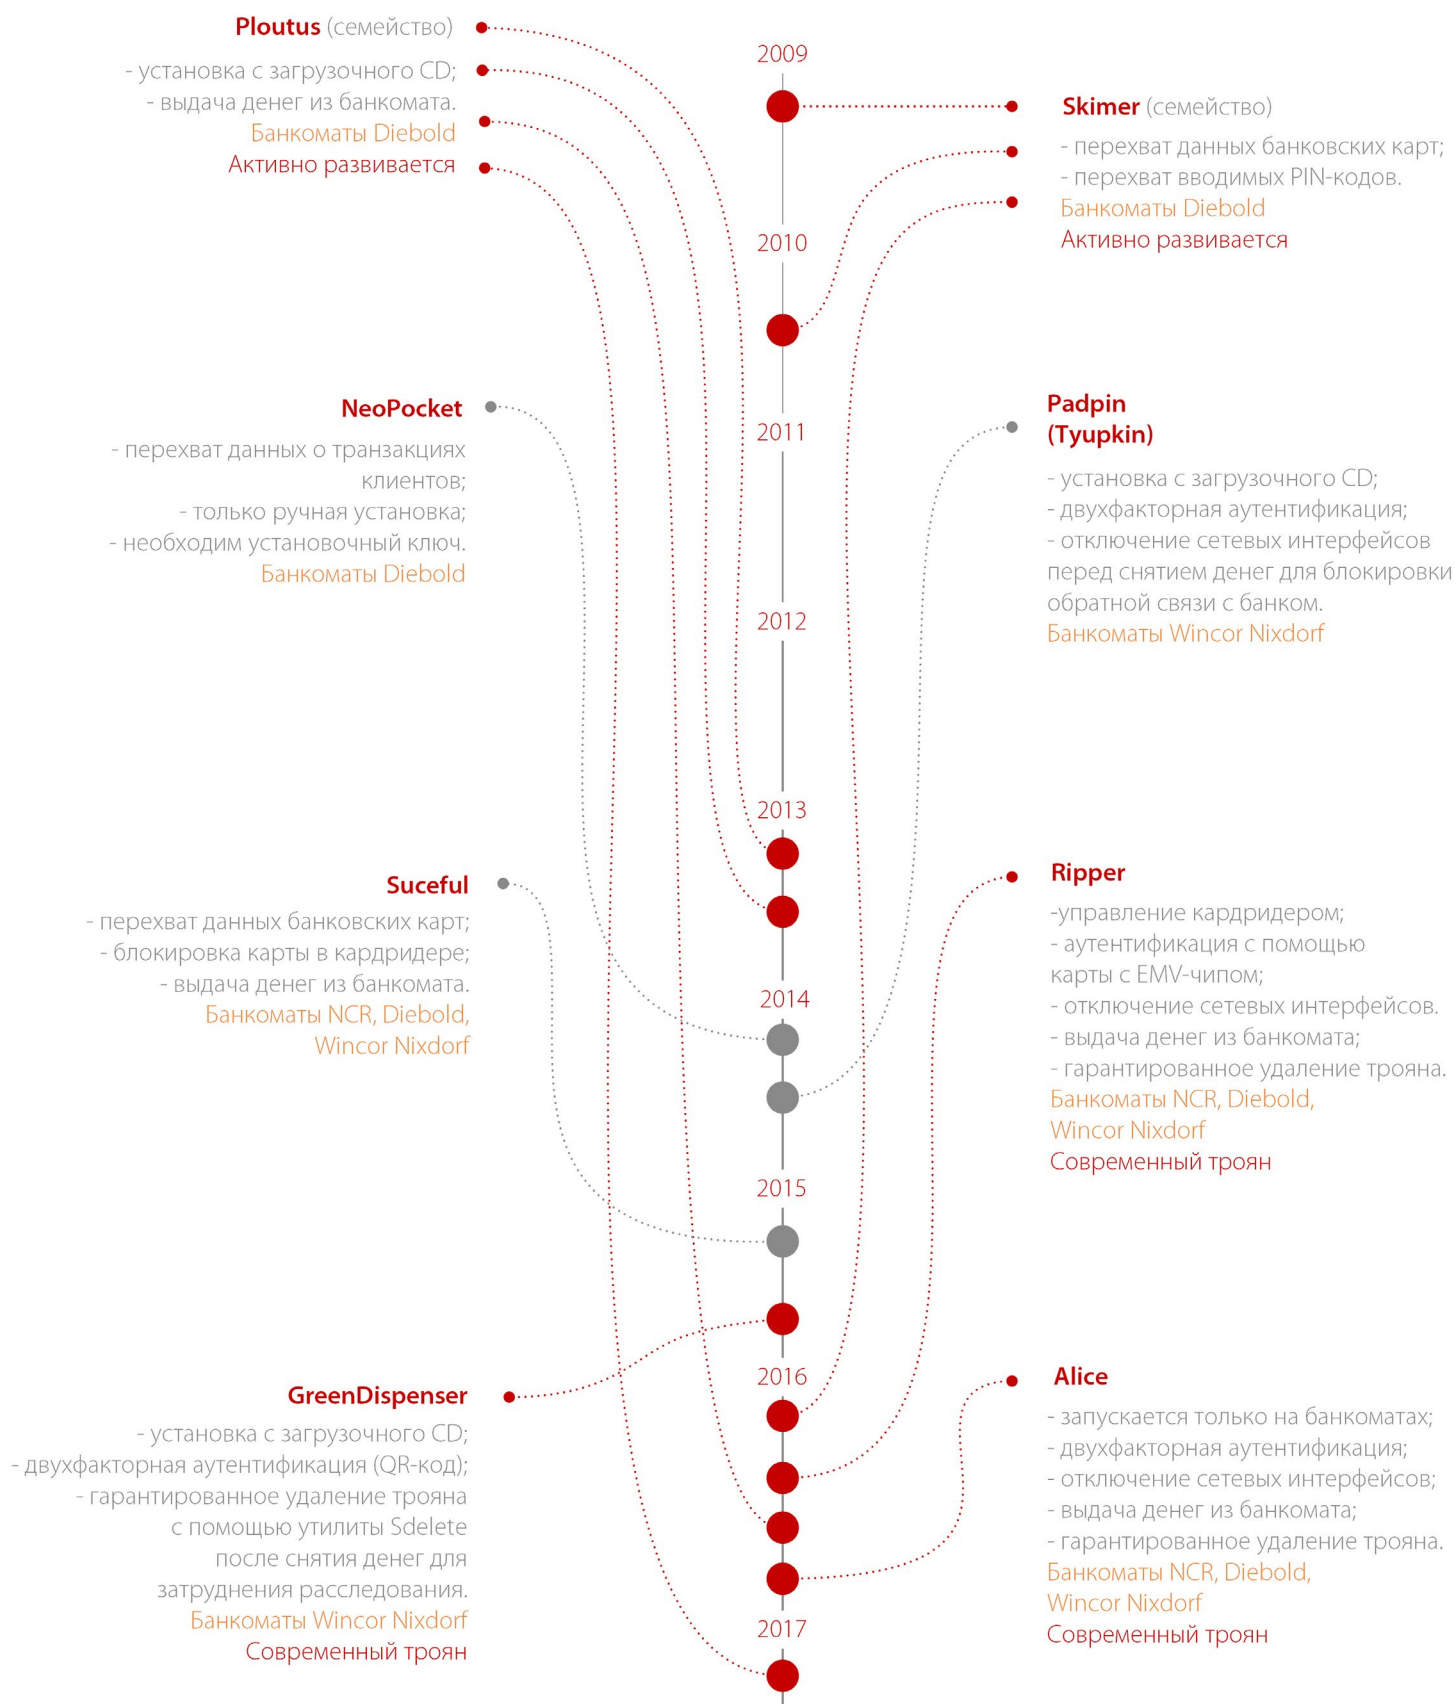 Ploutus (семейство)
- установка с загрузочного CD;
- выдача денег из банкомата.
Банкоматы Diebold
Активно развивается
2009
Skimer (семейство)
- перехват данных банковских карт;
- перехват вводимых PIN-кодов.
Банкоматы Diebold
Активно развивается
2010
NeoPocket
- перехват данных о транзакциях
клиентов;
- только ручная установка;
- необходим установочный ключ.
Банкоматы Diebold
2011
Padpin
(Tyupkin)
- установка с загрузочного CD;
- двухфакторная аутентификация;
- отключение сетевых интерфейсов
перед снятием денег для блокировки
обратной связи с банком.
Банкоматы Wincor Nixdorf
2012
2013
Suceful
- перехват данных банковских карт;
- блокировка карты в кардридере;
- выдача денег из банкомата.
Банкоматы NCR, Diebold,
Wincor Nixdorf
2014
Ripper
-управление кардридером;
- аутентификация с помощью
карты с EMV-чипом;
- отключение сетевых интерфейсов.
- выдача денег из банкомата;
- гарантированное удаление трояна.
Банкоматы NCR, Diebold,
Wincor Nixdorf
Современный троян
2015
2016
GreenDispenser
- установка с загрузочного CD;
- двухфакторная аутентификация (QR-код);
- гарантированное удаление трояна
с помощью утилиты Sdelete
после снятия денег для
затруднения расследования.
Банкоматы Wincor Nixdorf
Современный троян
Alice
- запускается только на банкоматах;
- двухфакторная аутентификация;
- отключение сетевых интерфейсов;
- выдача денег из банкомата;
- гарантированное удаление трояна.
Банкоматы NCR, Diebold,
Wincor Nixdorf
Современный троян
2017